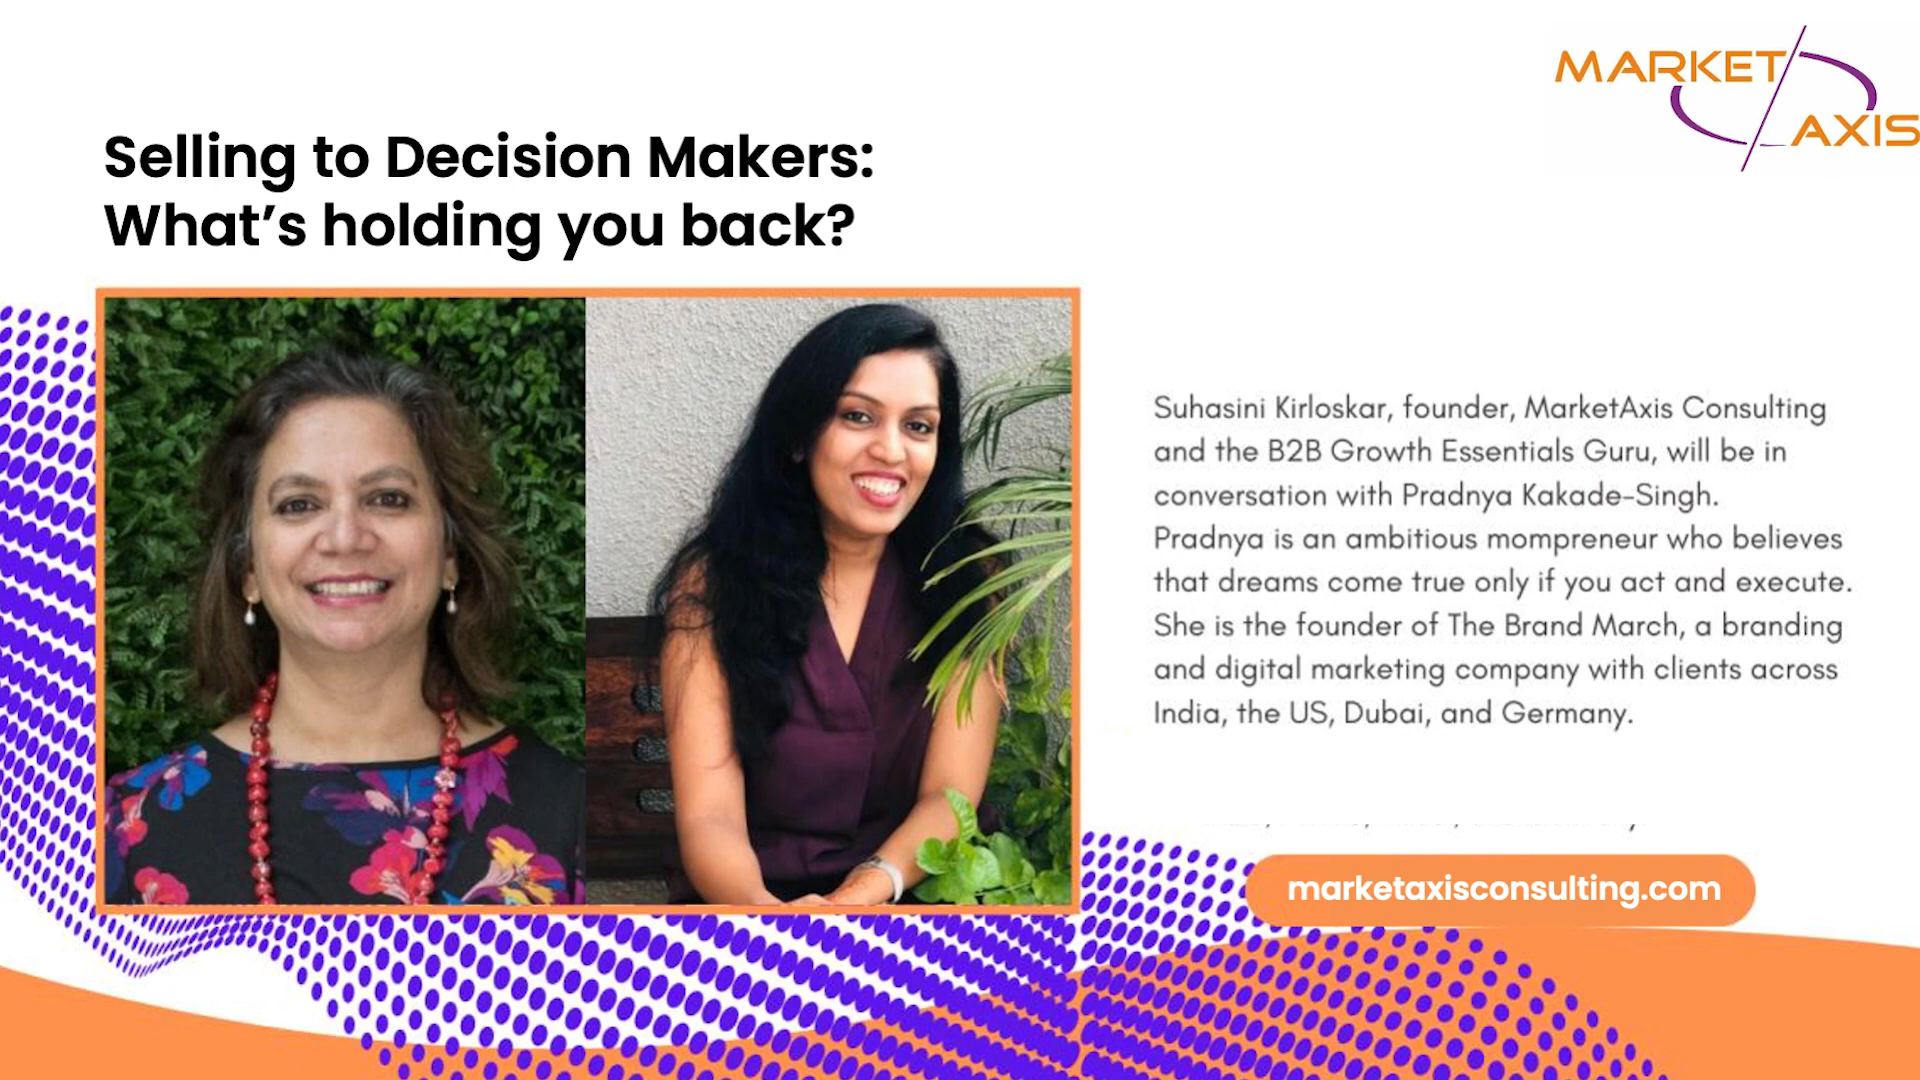 MARKET
AXIS
Selling to Decision Makers:
What’s holding you back?
Suhasini Kirloskar, founder, MarketAxis Consulting
and the B2B Growth Essentials Guru, will be in
conversation with Pradnya Kakade-Singh.
Pradnya is an ambitious mompreneur who believes
that dreams come true only if you act and execute.
She is the founder of The Brand March, a branding
and digital marketing company with clients across
India, the US, Dubai, and Germany.
marketaxisconsulting.com